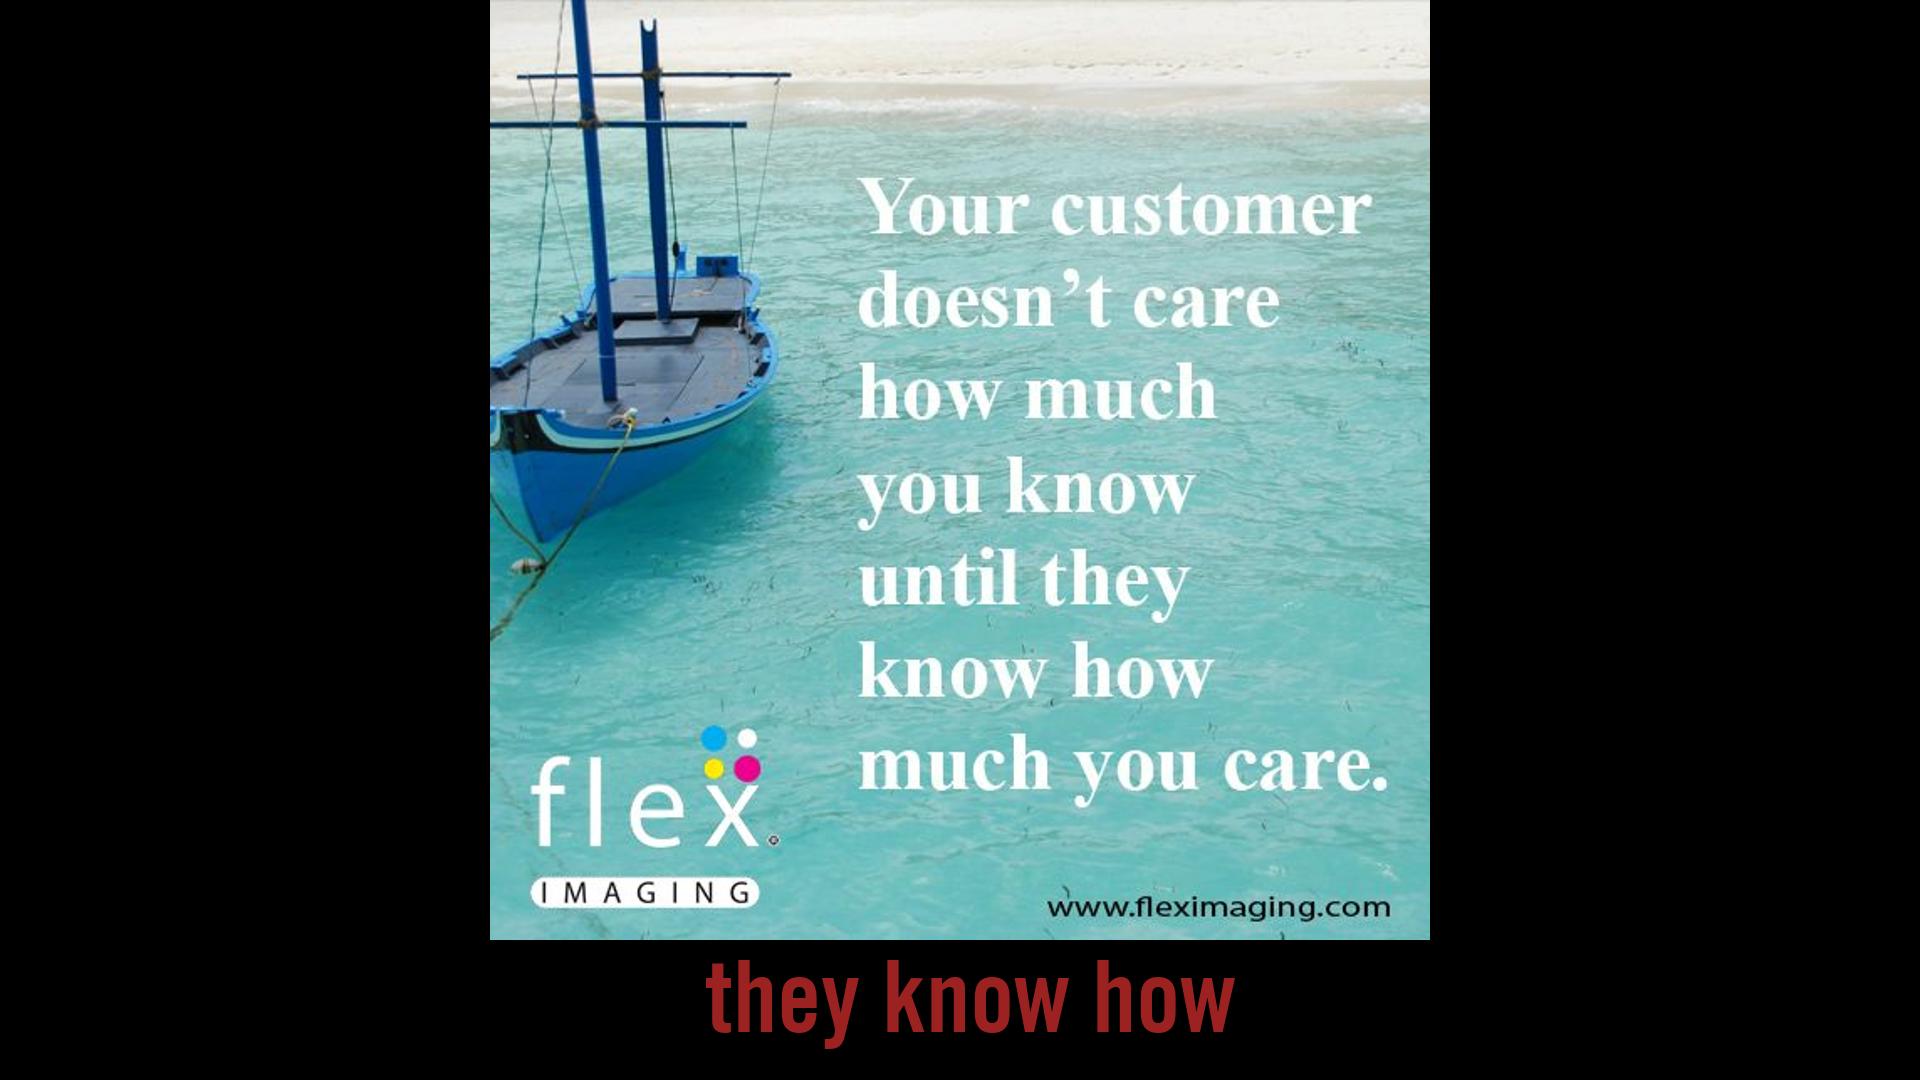 Your customer
doesn’t care
how much
you know
until they
know how
much you care.
flex®
IMAGING
www.fleximaging.com
they know how